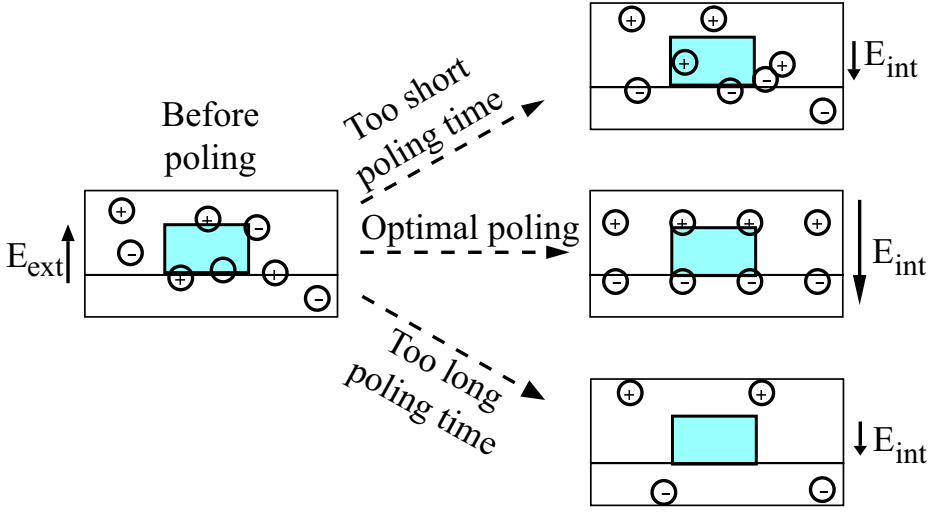 Before
poling
E_ext
Too short
poling time
Optimal poling
Too long
poling time
E_int
E_int
E_int